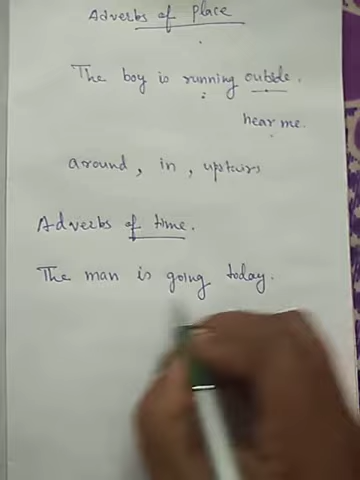 Adverbs of Place
The boy is running outside.
near me.
around, in, upstairs
Adverbs of time.
The man is going today.